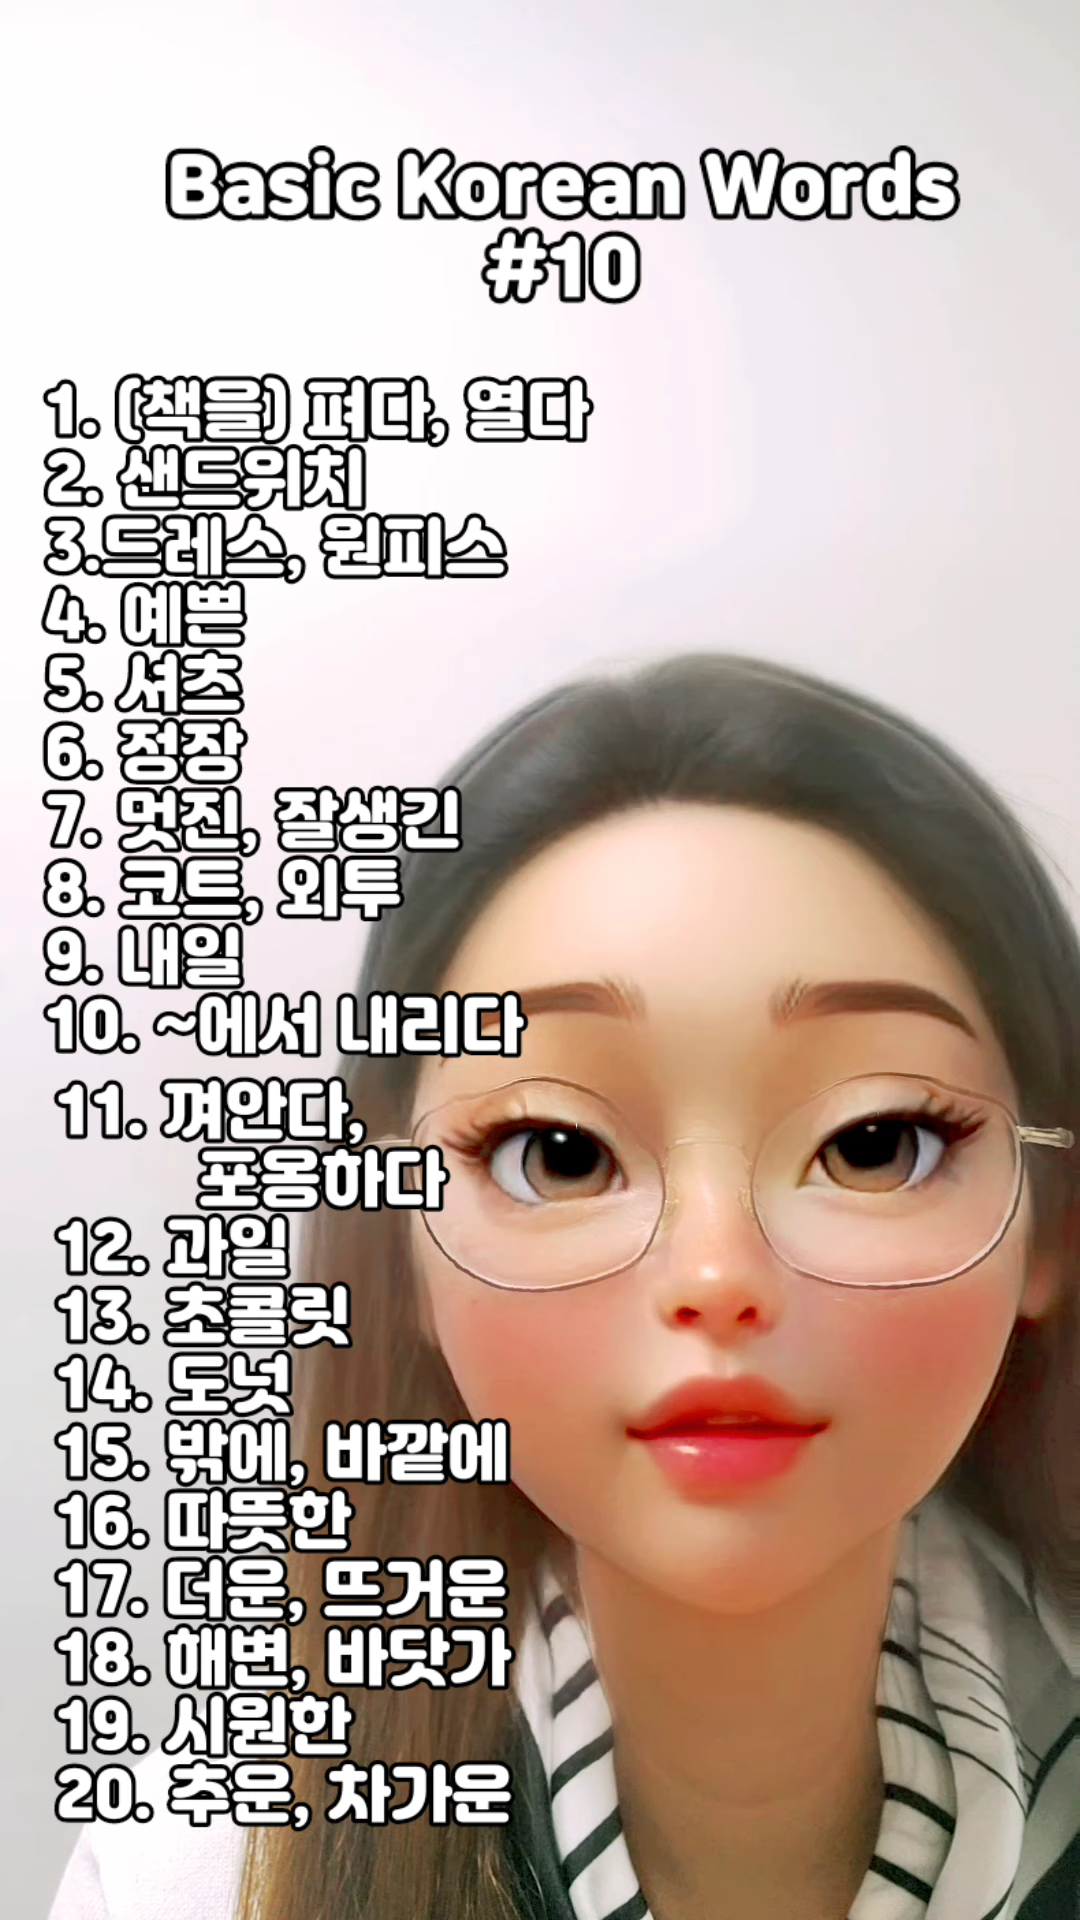 Basic Korean Words
#10
1. (책을) 펴다, 열다
2. 샌드위치
3.드레스, 원피스
4. 예쁜
5. 셔츠
6. 정장
7. 멋진, 잘생긴
8. 코트, 외투
9. 내일
10. ~에서 내리다
11. 껴안다,
포옹하다
12. 과일
13. 초콜릿
14. 도넛
15. 밖에, 바깥에
16. 따뜻한
17. 더운, 뜨거운
18. 해변, 바닷가
19. 시원한
20. 추운, 차가운